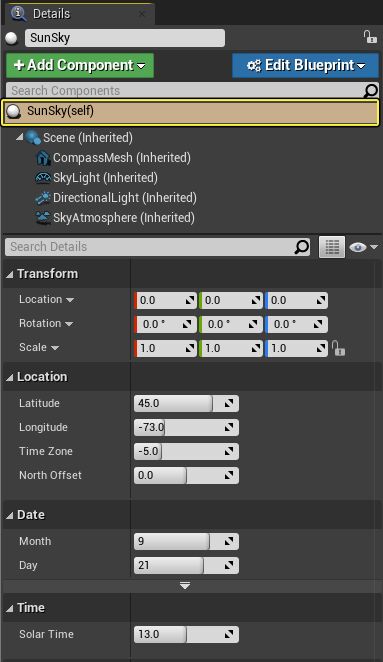 Details
SunSky
+ Add Component
Edit Blueprint
Search Components
SunSky(self)
Scene (Inherited)
CompassMesh (Inherited)
SkyLight (Inherited)
DirectionalLight (Inherited)
SkyAtmosphere (Inherited)
Search Details
Transform
Location 0.0 0.0 0.0
Rotation 0.0 ° 0.0 ° 0.0 °
Scale 1.0 1.0 1.0
Location
Latitude 45.0
Longitude -73.0
Time Zone -5.0
North Offset 0.0
Date
Month 9
Day 21
Time
Solar Time 13.0